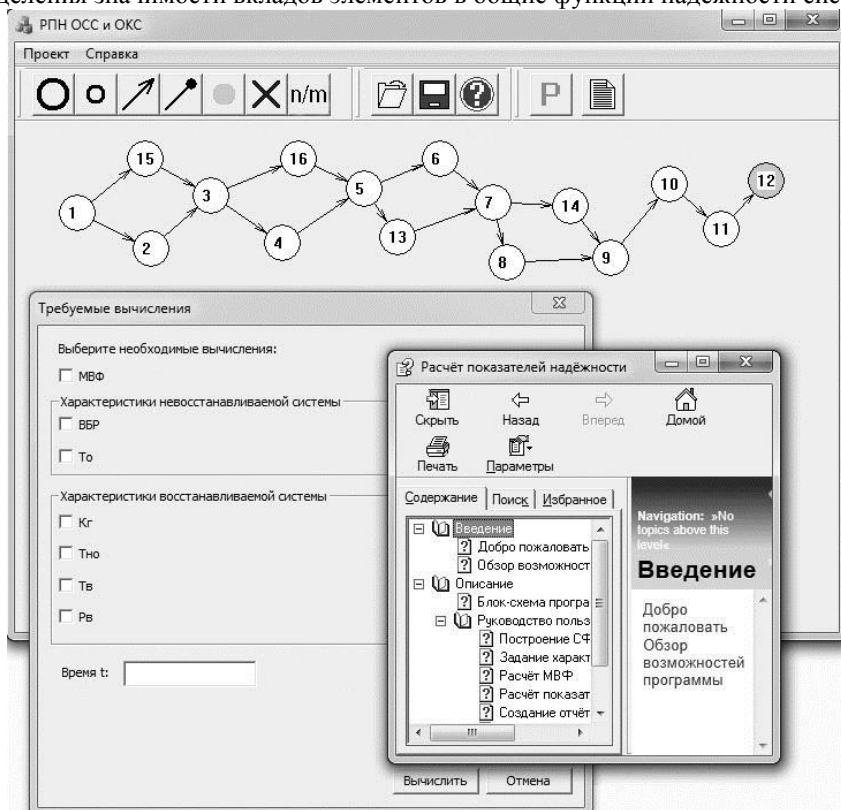 деления значимости вкладов элементов в общие функции надежности сис
РПН ОСС и ОКС
Проект Справка
n/m P
15 16 6 10 12
1 3 5 7 14 11
2 4 13 8 9
Требуемые вычисления
Выберите необходимые вычисления:
МВФ
Характеристики невосстанавливаемой системы
ВБР
То
Характеристики восстанавливаемой системы
Кг
Тно
Тв
Рв
Время t:
Вычислить Отмена
Расчёт показателей надёжности
Скрыть Назад Вперед Домой
Печать Параметры
Содержание Поиск Избранное
Введение
Добро пожаловать
Обзор возможност
Описание
Блок-схема програ
Руководство польз
Построение СФ
Задание характ
Расчёт МВФ
Расчёт показат
Создание отчёт
Navigation: »No
topics above this
level«
Введение
Добро
пожаловать
Обзор
возможностей
программы